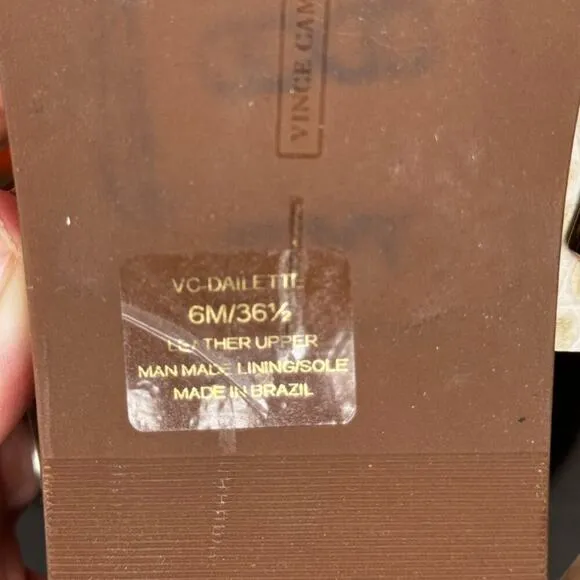 VINCE CAM
VC-DAILETTE
6M/36½
LEATHER UPPER
MAN MADE LINING/SOLE
MADE IN BRAZIL